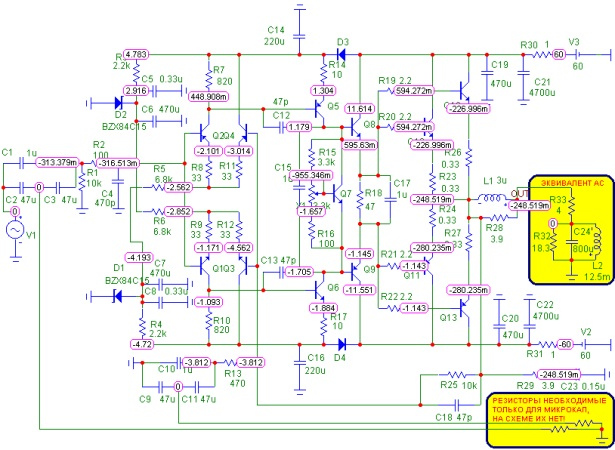 C14
220u
D3
R30 1
60
V3
60
4.783
2.2k
C5 0.33u
2.916
R7
820
R14
10
C19
470u
C21
4700u
448.908m
1.304
R19 2.2
594.272m
D2
BZX84C15
C6 470u
47p
C12
1.179
Q5
11.614
Q8
-226.996m
R20 2.2
594.272m
-226.996m
Q2Q4
595.63m
C1 1u
-313.379m
R2
100
-316.513m
-2.101
-3.014
R15
3.3k
R26
0.33
R8
33
R11
33
C15
-955.346m
Q7
R18
47
C17
1u
R23
0.33
L1 3u
OUT
-248.519m
-248.519m
ЭКВИВАЛЕНТ АС
R33
4
0
R32
18.3
C24
800u
L2
12.5m
R1
10k
C4
470p
R5
6.8k
-2.562
-1.657
R24
0.33
C2 47u
0
C3 47u
-2.852
R6
6.8k
R9
33
R12
33
R16
100
R27
0.33
R28
3.9
0
V1
-1.171
-4.562
-1.145
-280.235m
R21 2.2
-1.143
-4.193
Q1Q3
C13 47p
-1.705
Q11
Q9
-11.551
-280.235m
D1
BZX84C15
C7
470u
C8 0.33u
-1.093
Q6
-1.884
R22 2.2
-1.143
Q13
R4
2.2k
R10
820
R17
10
C20
470u
C22
4700u
-4.72
D4
R31 1
-60
V2
60
C10
1u
-3.812
R13
470
-3.812
C16
220u
0
C9
47u
C11 47u
R25 10k
R29 3.9
-248.519m
C23 0.15u
C18 47p
РЕЗИСТОРЫ НЕОБХОДИМЫЕ
ТОЛЬКО ДЛЯ МИКРОКАП,
НА СХЕМЕ ИХ НЕТ!